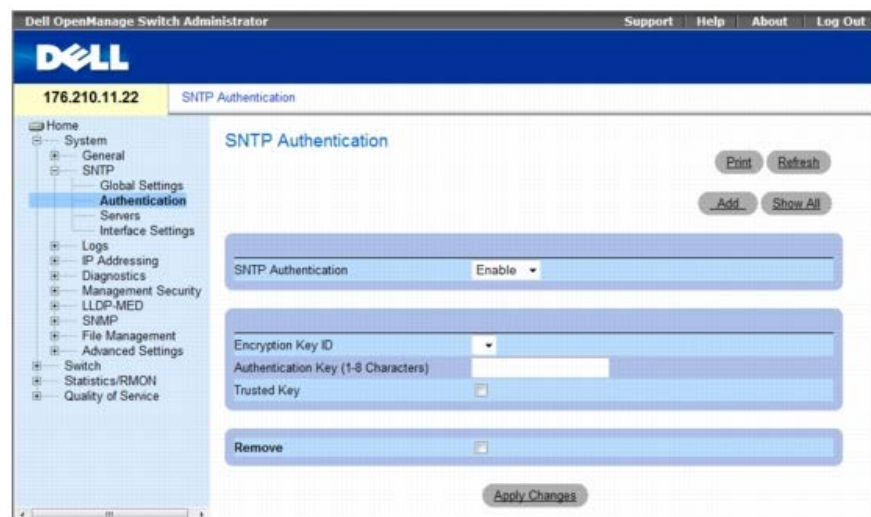 Dell OpenManage Switch Administrator
Support Help About Log Out
DELL
176.210.11.22
SNTP Authentication
Home
System
General
SNTP
Global Settings
Authentication
Servers
Interface Settings
Logs
IP Addressing
Diagnostics
Management Security
LLDP-MED
SNMP
File Management
Advanced Settings
Switch
Statistics/RMON
Quality of Service
SNTP Authentication
Print Refresh
Add Show All
SNTP Authentication Enable
Encryption Key ID
Authentication Key (1-8 Characters)
Trusted Key
Remove
Apply Changes